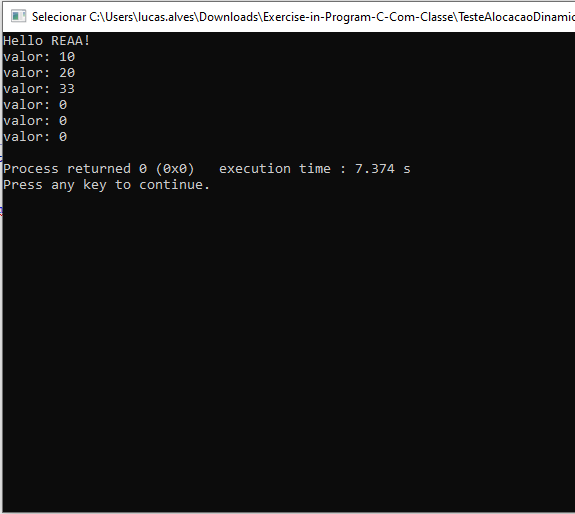 Selecionar C:\Users\lucas.alves\Downloads\Exercise-in-Program-C-Com-Classe\TesteAlocacaoDinamic
Hello REAA!
valor: 10
valor: 20
valor: 33
valor: 0
valor: 0
valor: 0
Process returned 0 (0x0)   execution time : 7.374 s
Press any key to continue.